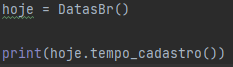 hoje = DatasBr()
print(hoje.tempo_cadastro())